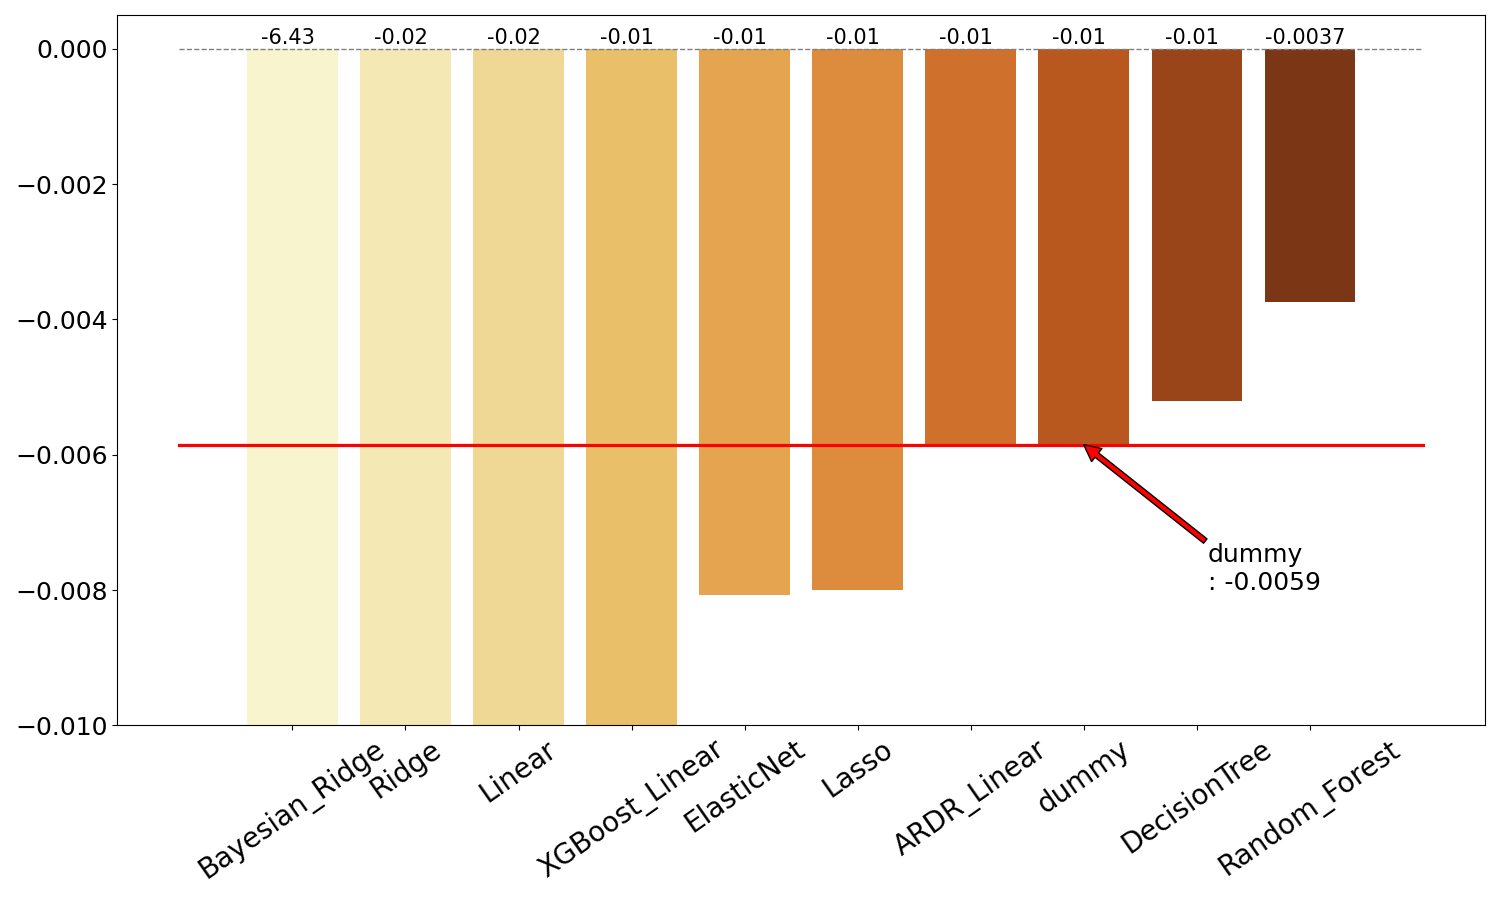 -6.43 -0.02 -0.02 -0.01 -0.01 -0.01 -0.01 -0.01 -0.01 -0.0037
0.000
−0.002
−0.004
−0.006
−0.008
−0.010
dummy
: -0.0059
Bayesian_Ridge
Ridge
Linear
XGBoost_Linear
ElasticNet
Lasso
ARDR_Linear
dummy
DecisionTree
Random_Forest